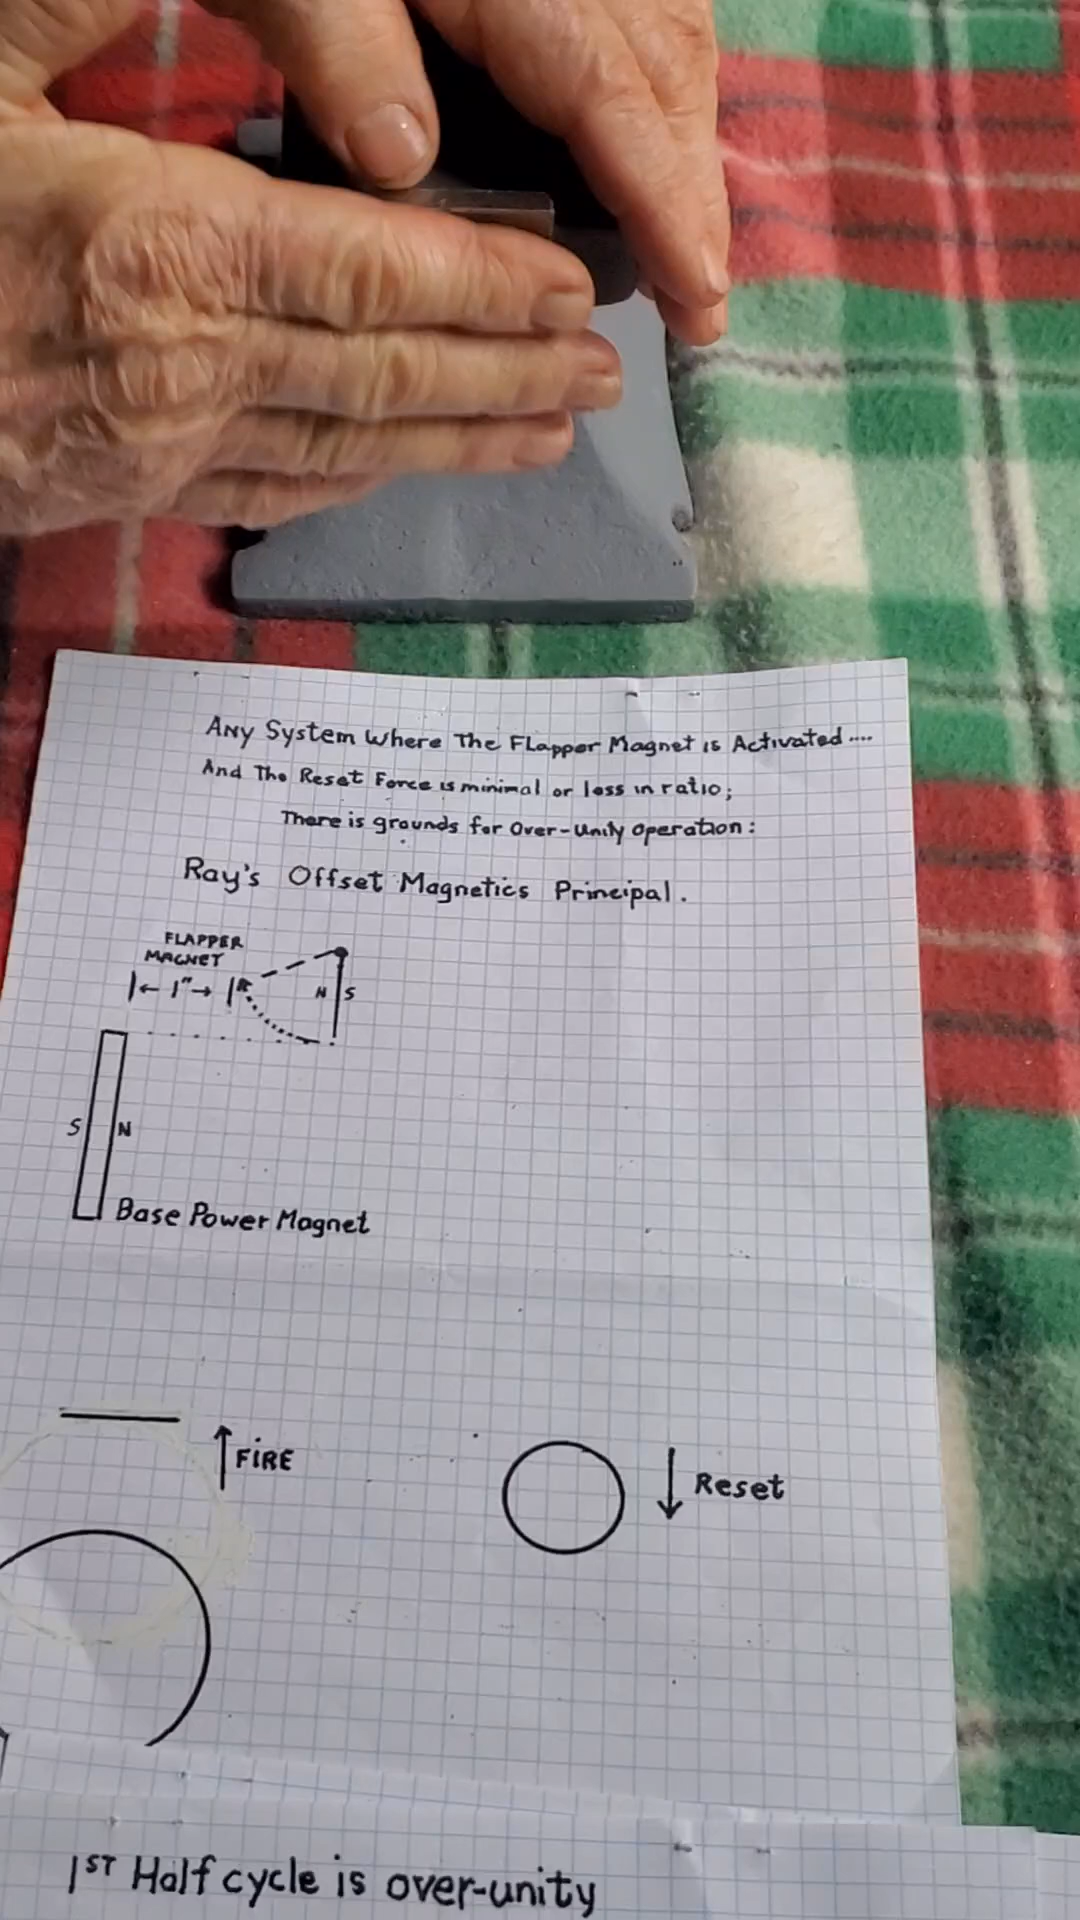 Any System Where The Flapper Magnet is Activated....
And The Reset Force is minimal or less in ratio;
There is grounds for Over-Unity operation:
Ray's Offset Magnetics Principal.
FLAPPER
MAGNET
1"
N S
S N
Base Power Magnet
FIRE
Reset
1ST Half cycle is over-unity